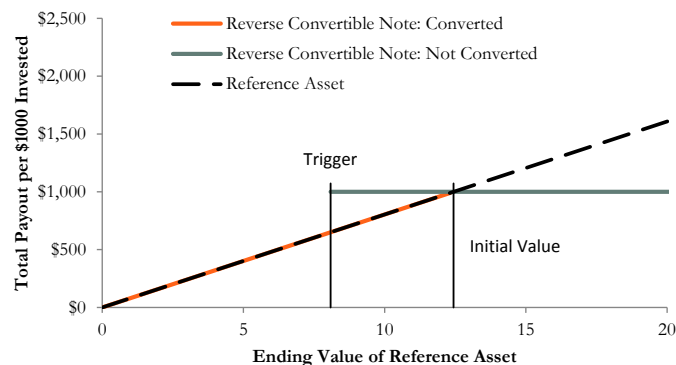 $2,500
Reverse Convertible Note: Converted
$2,000
Reverse Convertible Note: Not Converted
Reference Asset
$1,500
Trigger
$1,000
$500
Initial Value
$0
0
5
10
15
20
Total Payout per $1000 Invested
Ending Value of Reference Asset